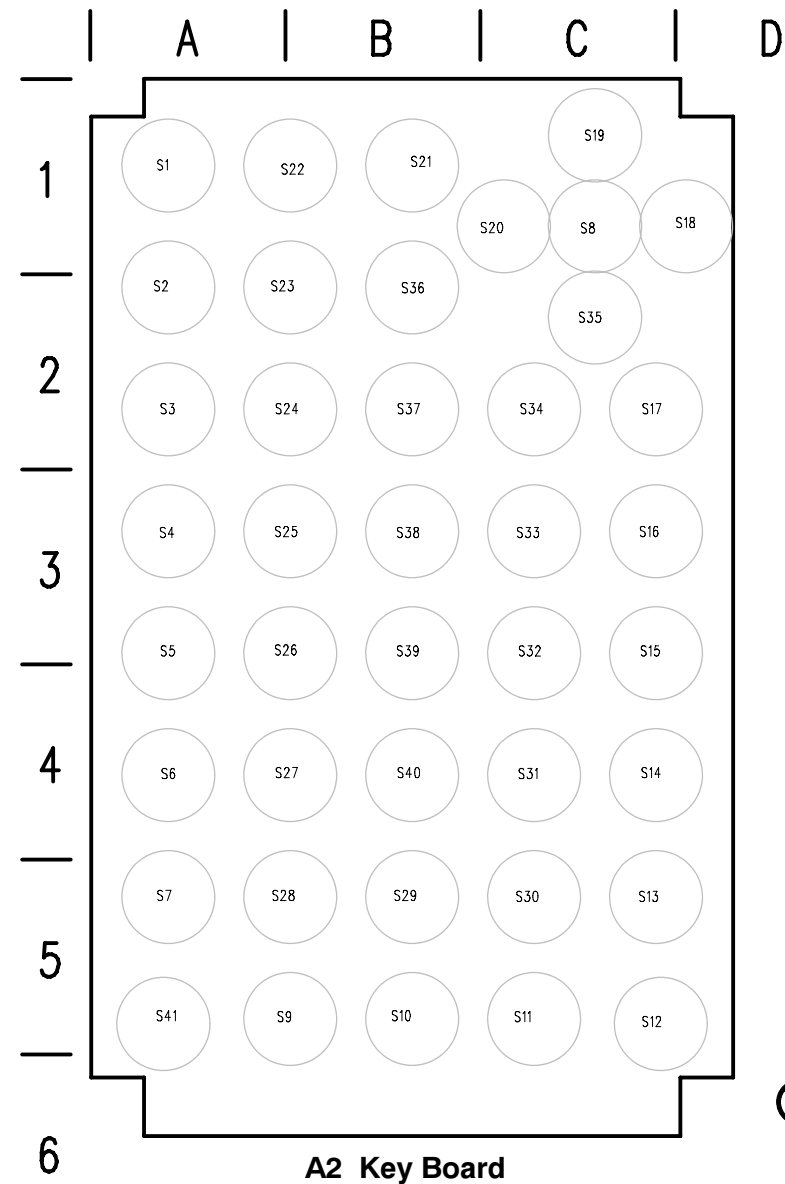 A B C D
S19
1 S1 S22 S21
S20 S8 S18
S2 S23 S36
S35
2
S3 S24 S37 S34 S17
S4 S25 S38 S33 S16
3
S5 S26 S39 S32 S15
4
S6 S27 S40 S31 S14
S7 S28 S29 S30 S13
5
S41 S9 S10 S11 S12
6
A2 Key Board